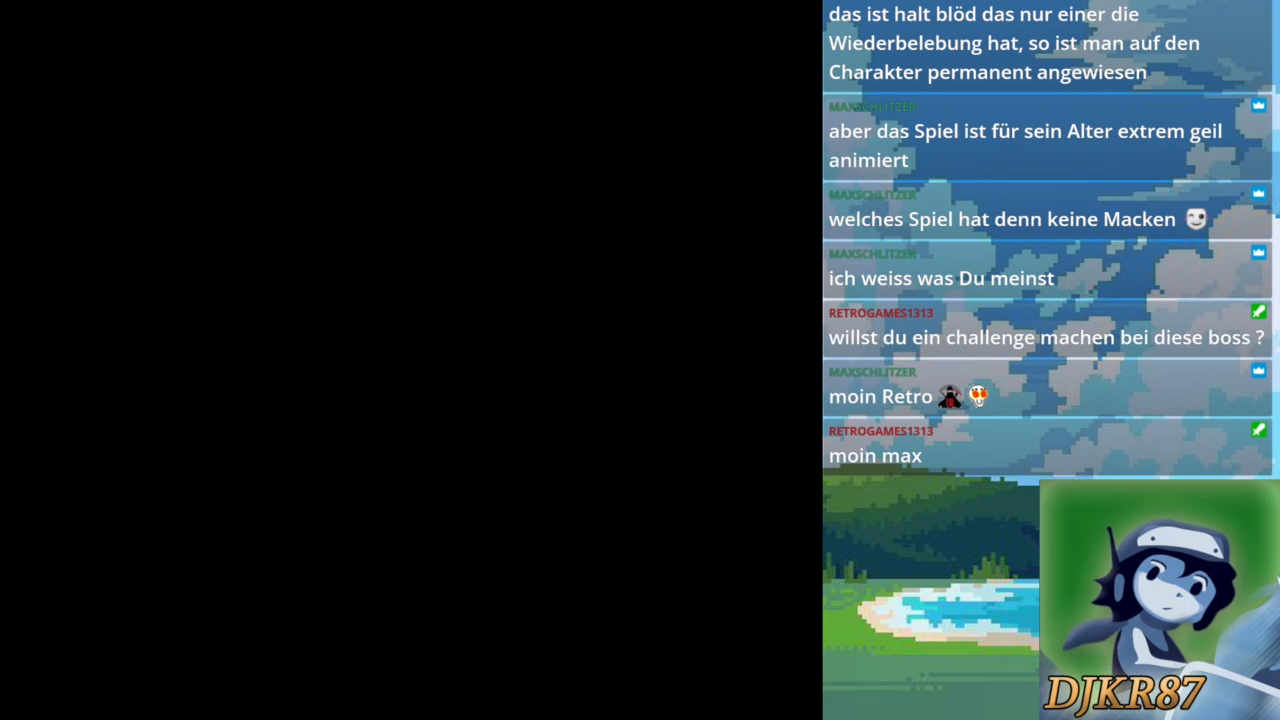 das ist halt blöd das nur einer die
Wiederbelebung hat, so ist man auf den
Charakter permanent angewiesen
MAXSCHLITZER
aber das Spiel ist für sein Alter extrem geil
animiert
MAXSCHLITZER
welches Spiel hat denn keine Macken
MAXSCHLITZER
ich weiss was Du meinst
RETROGAMES1313
willst du ein challenge machen bei diese boss ?
MAXSCHLITZER
moin Retro
RETROGAMES1313
moin max
DJKR87